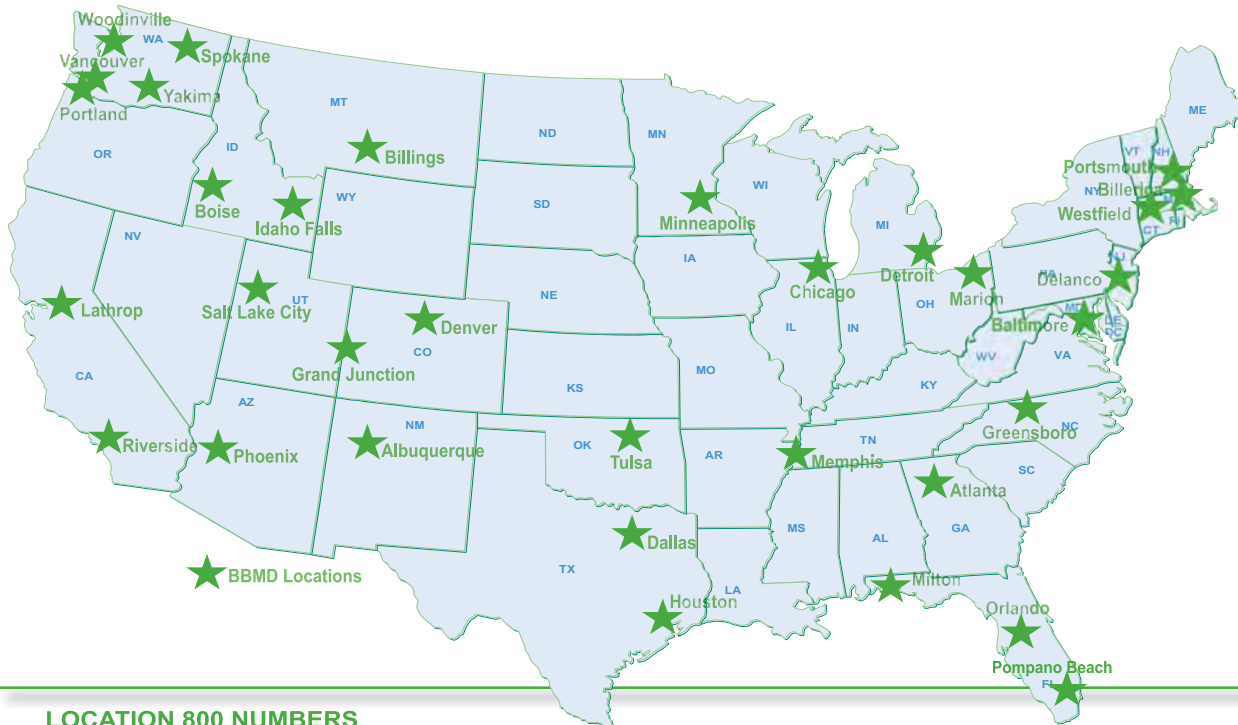 Woodinville
WA
Spokane
Vancouver
Yakima
Portland
MT
ND
MN
ME
OR
ID
Billings
VT
NH
Portsmouth
WI
Boise
WY
Idaho Falls
SD
Minneapolis
NY
Billerica
Westfield
RI
CT
NV
MI
IA
Detroit
Chicago
Marion
NJ
PA
Delanco
Lathrop
UT
Salt Lake City
NE
OH
Denver
IL
IN
MD
Baltimore
DE
DC
CO
Grand Junction
WV
VA
CA
MO
KS
KY
AZ
NM
Riverside
Phoenix
Albuquerque
OK
Tulsa
AR
TN
Memphis
Greensboro
NC
SC
Atlanta
GA
MS
AL
Dallas
TX
BBMD Locations
LA
Houston
Milton
Orlando
Pompano Beach
FL
LOCATION 800 NUMBERS